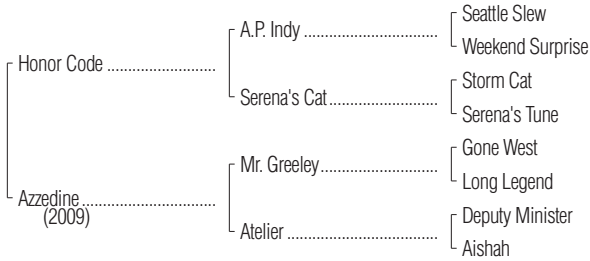 Seattle Slew
A.P. Indy ..............................
Weekend Surprise
Honor Code ........................
Storm Cat
Serena's Cat.........................
Serena's Tune
Gone West
Mr. Greeley...........................
Long Legend
Azzedine..............................
(2009)
Deputy Minister
Atelier .................................
Aishah